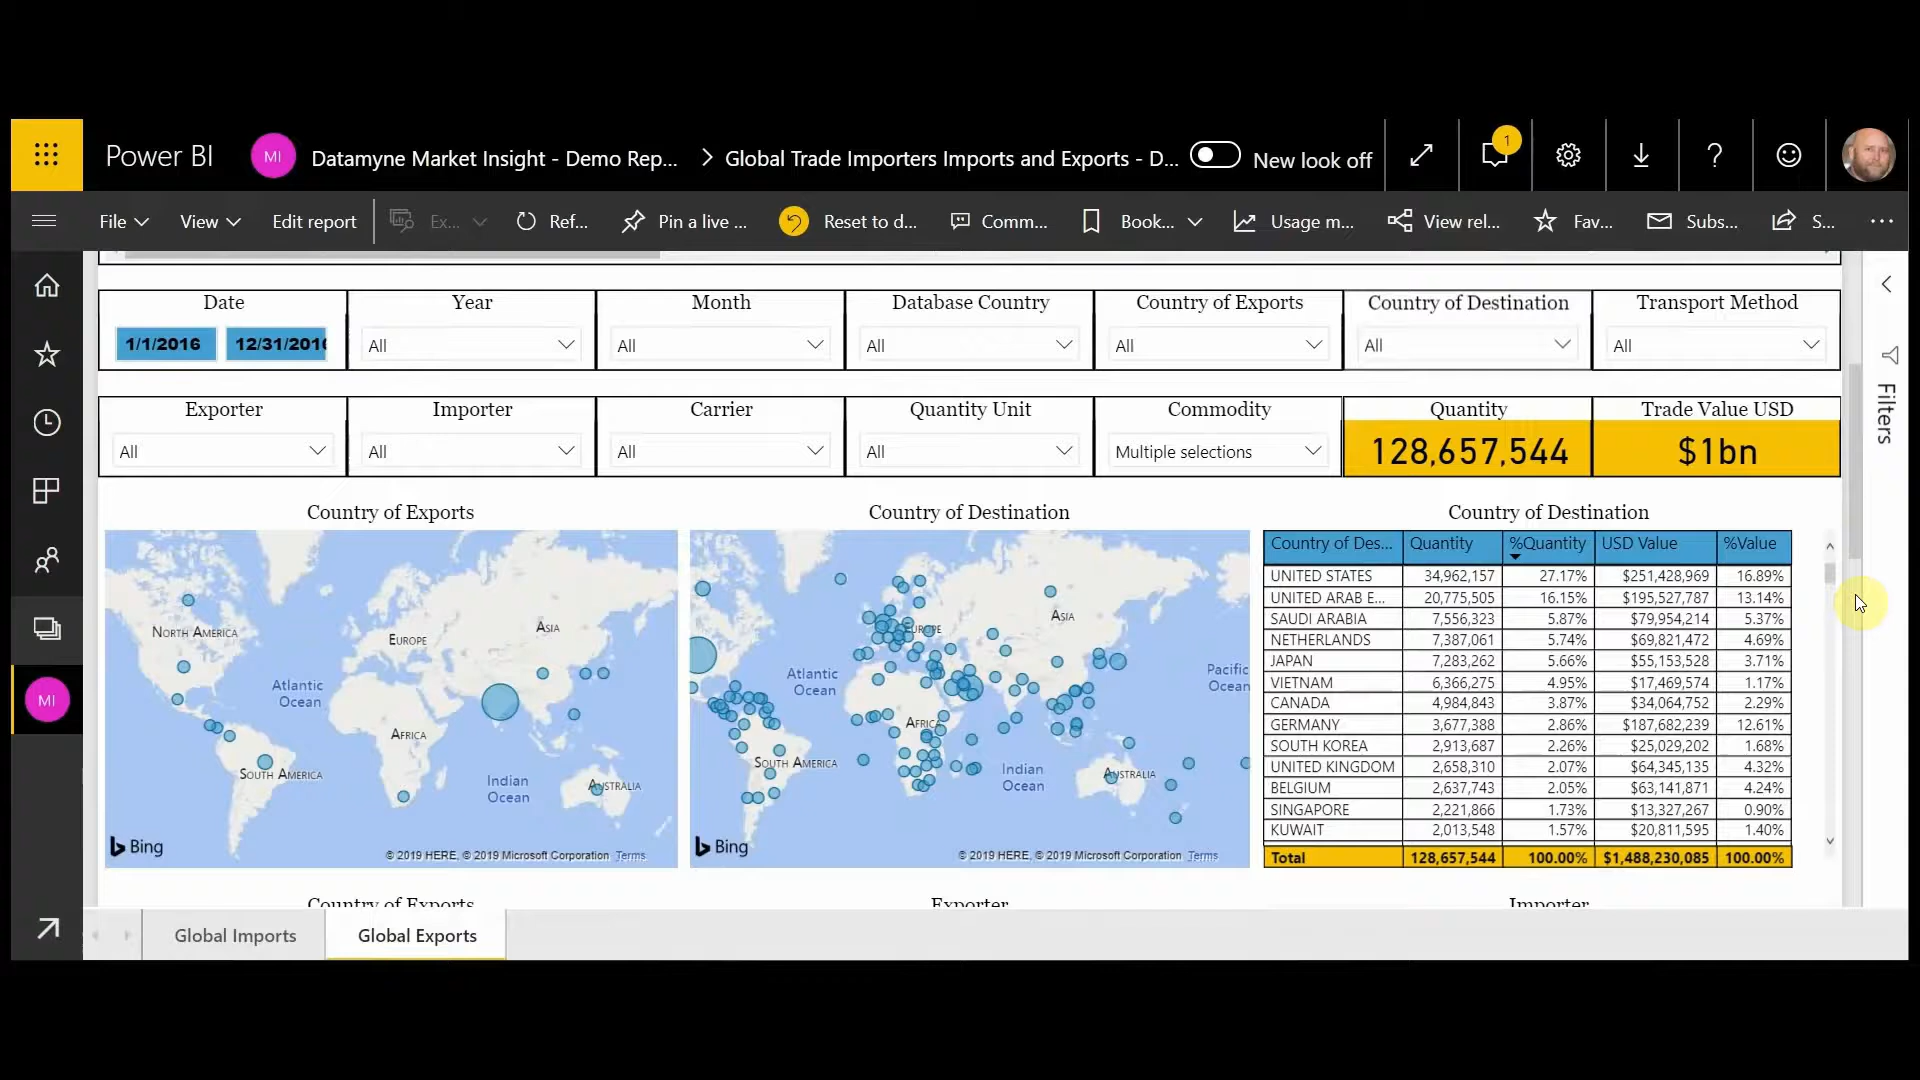 Power BI
MI
Datamyne Market Insight - Demo Rep...
Global Trade Importers Imports and Exports - D...
New look off
1
File
View
Edit report
Ex...
Ref...
Pin a live ...
Reset to d...
Comm...
Book...
Usage m...
View rel...
Fav...
Subs...
S...
Date
Year
Month
Database Country
Country of Exports
Country of Destination
Transport Method
1/1/2016
All
All
All
All
All
All
Exporter
Importer
Carrier
Quantity Unit
Commodity
Quantity
Trade Value USD
All
All
All
All
Multiple selections
128,657,544
$1bn
Filters
Country of Exports
Country of Destination
Country of Destination
NORTH AMERICA
EUROPE
ASIA
Atlantic
Ocean
AFRICA
SOUTH AMERICA
Indian
Ocean
AUSTRALIA
Bing
© 2019 HERE, © 2019 Microsoft Corporation Terms
ASIA
Atlantic
Ocean
Pacific
Ocean
AFRICA
SOUTH AMERICA
Indian
Ocean
AUSTRALIA
Bing
© 2019 HERE, © 2019 Microsoft Corporation Terms
Country of Des... Quantity %Quantity USD Value %Value
UNITED STATES 34,962,157 27.17% $251,428,969 16.89%
UNITED ARAB E... 20,775,505 16.15% $195,527,787 13.14%
SAUDI ARABIA 7,556,323 5.87% $79,954,214 5.37%
NETHERLANDS 7,387,061 5.74% $69,821,472 4.69%
JAPAN 7,283,262 5.66% $55,153,528 3.71%
VIETNAM 6,366,275 4.95% $17,469,574 1.17%
CANADA 4,984,843 3.87% $34,064,752 2.29%
GERMANY 3,677,388 2.86% $187,682,239 12.61%
SOUTH KOREA 2,913,687 2.26% $25,029,202 1.68%
UNITED KINGDOM 2,658,310 2.07% $64,345,135 4.32%
BELGIUM 2,637,743 2.05% $63,141,871 4.24%
SINGAPORE 2,221,866 1.73% $13,327,267 0.90%
KUWAIT 2,013,548 1.57% $20,811,595 1.40%
Total 128,657,544 100.00% $1,488,230,085 100.00%
MI
Country of Exports
Exporter
Importer
Global Imports
Global Exports